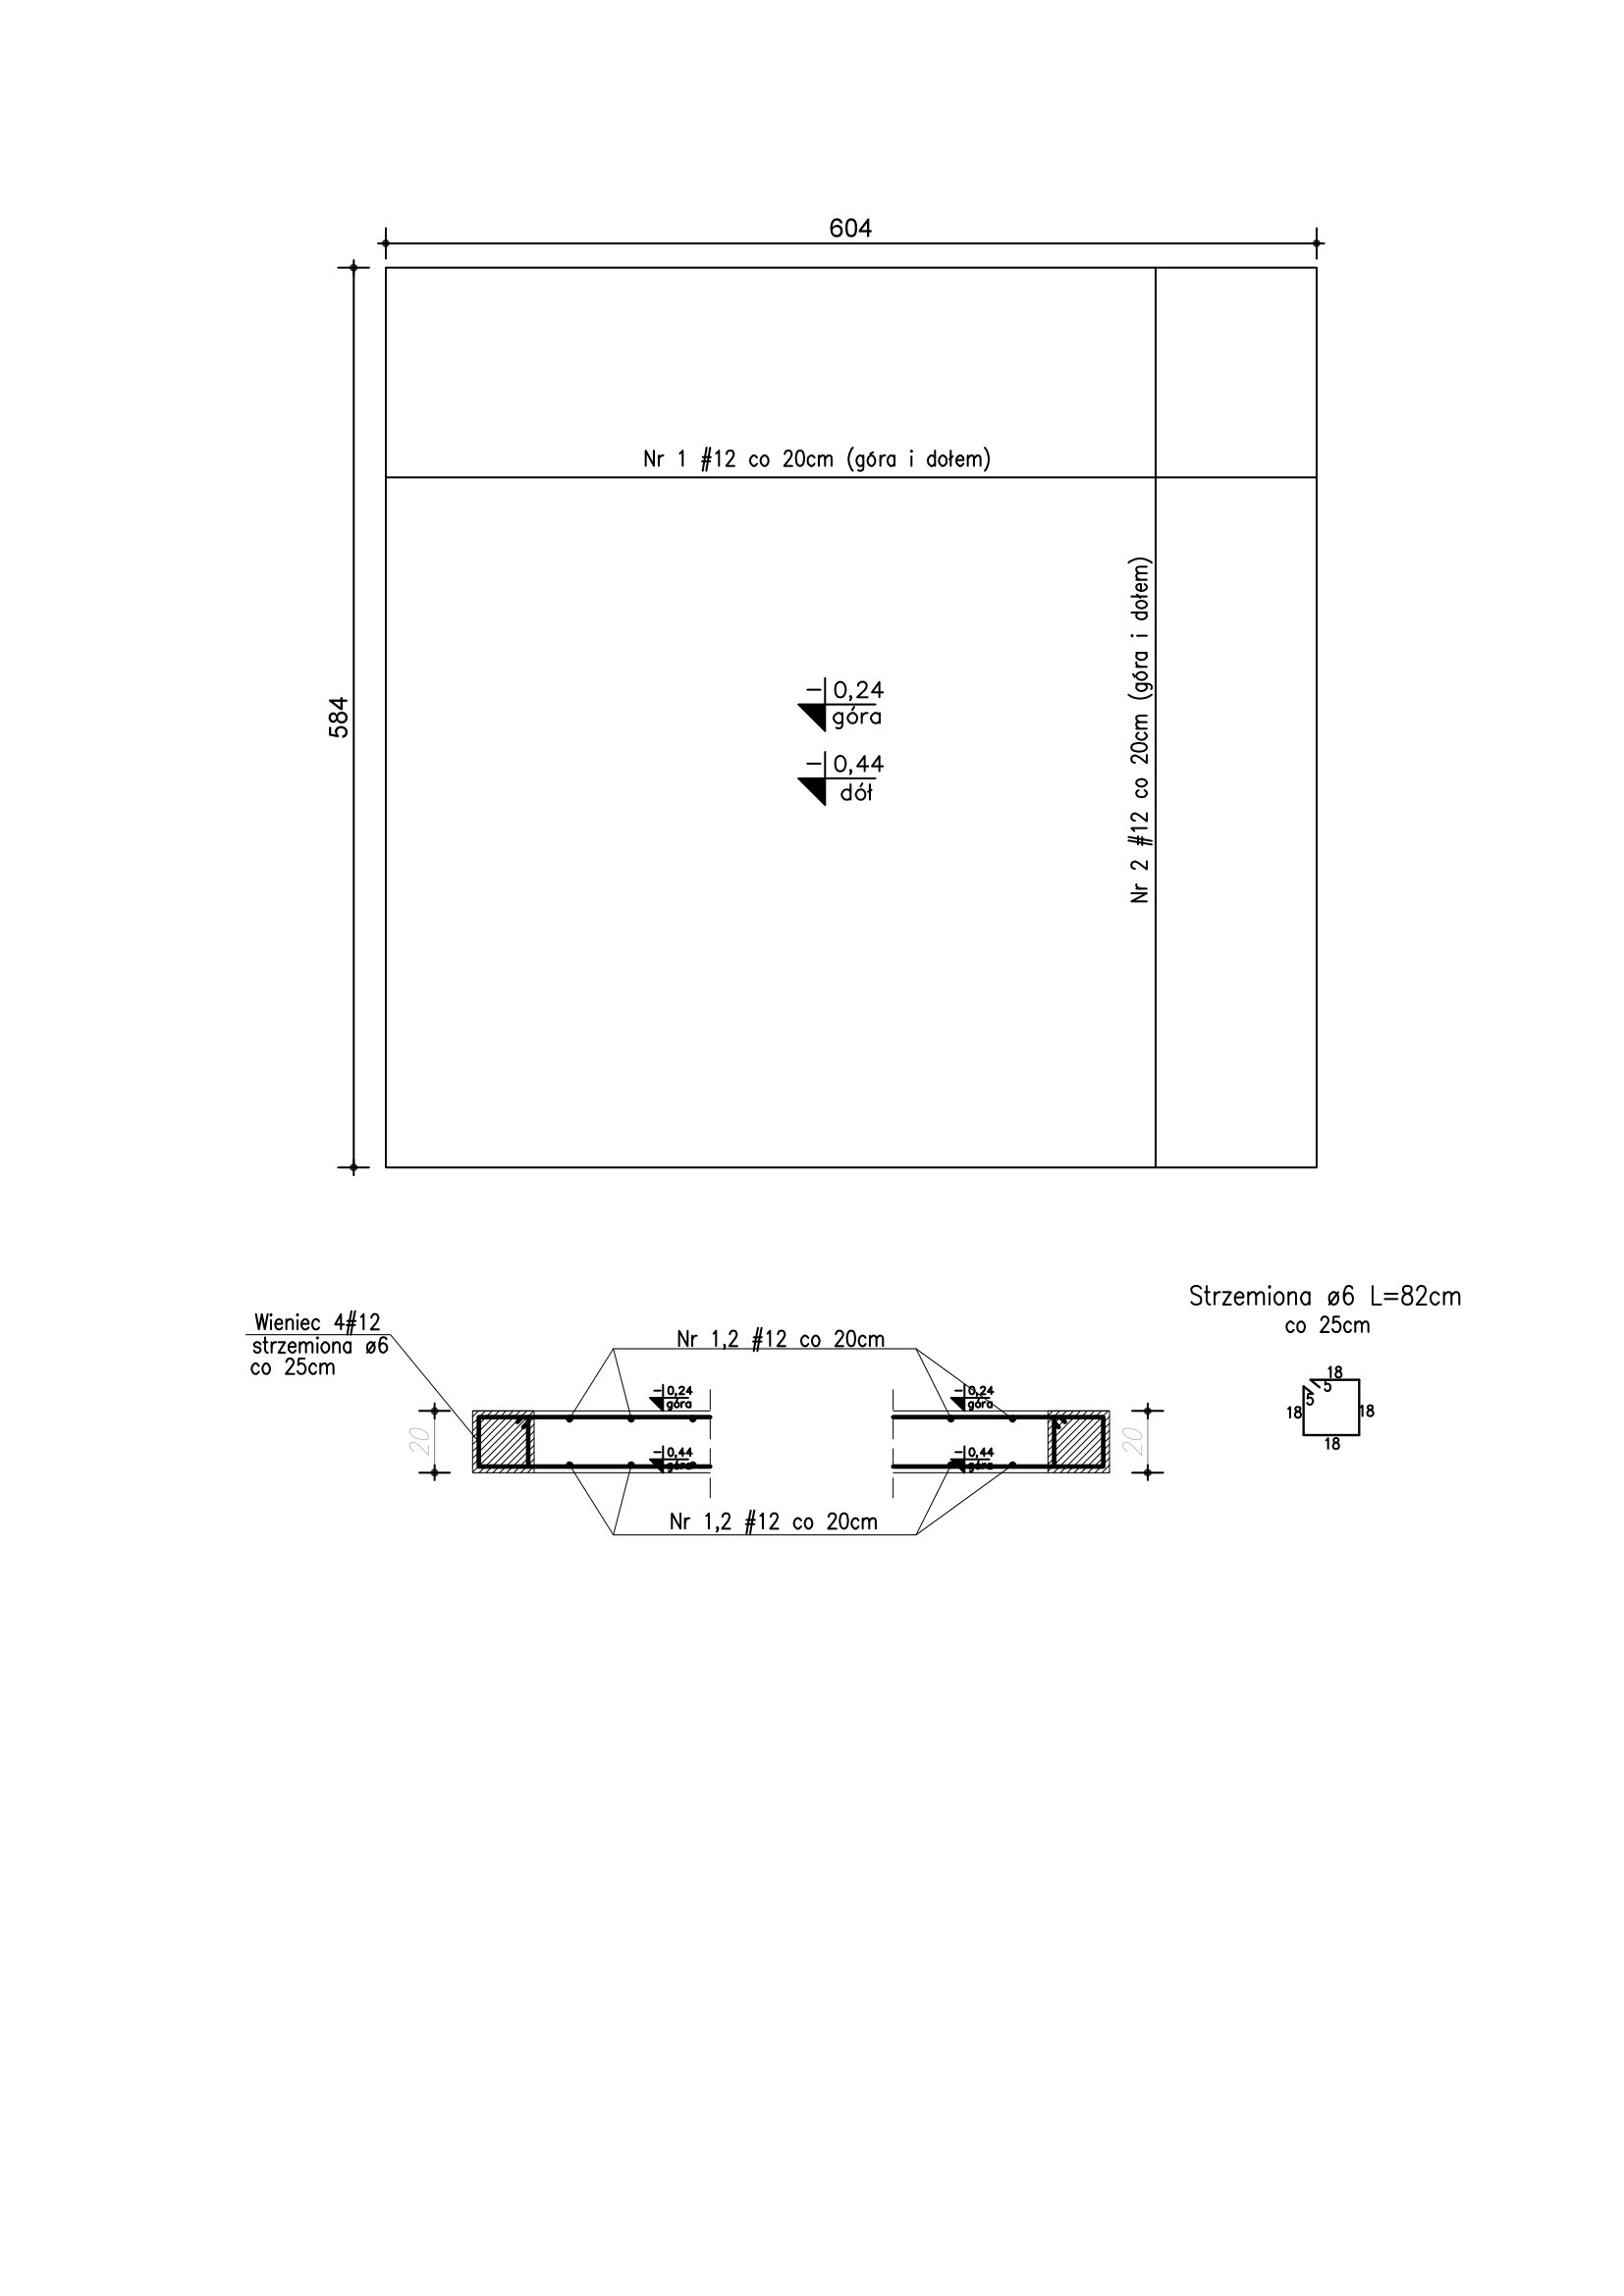 604
584
Nr 1 #12 co 20cm (góra i dołem)
Nr 2 #12 co 20cm (góra i dołem)
-0,24
góra
-0,44
dół
Strzemiona ø6 L=82cm
co 25cm
Wieniec 4#12
strzemiona ø6
co 25cm
Nr 1,2 #12 co 20cm
-0,24
góra
-0,24
góra
18
5
5
18
18
18
20
20
-0,44
góra
-0,44
góra
Nr 1,2 #12 co 20cm